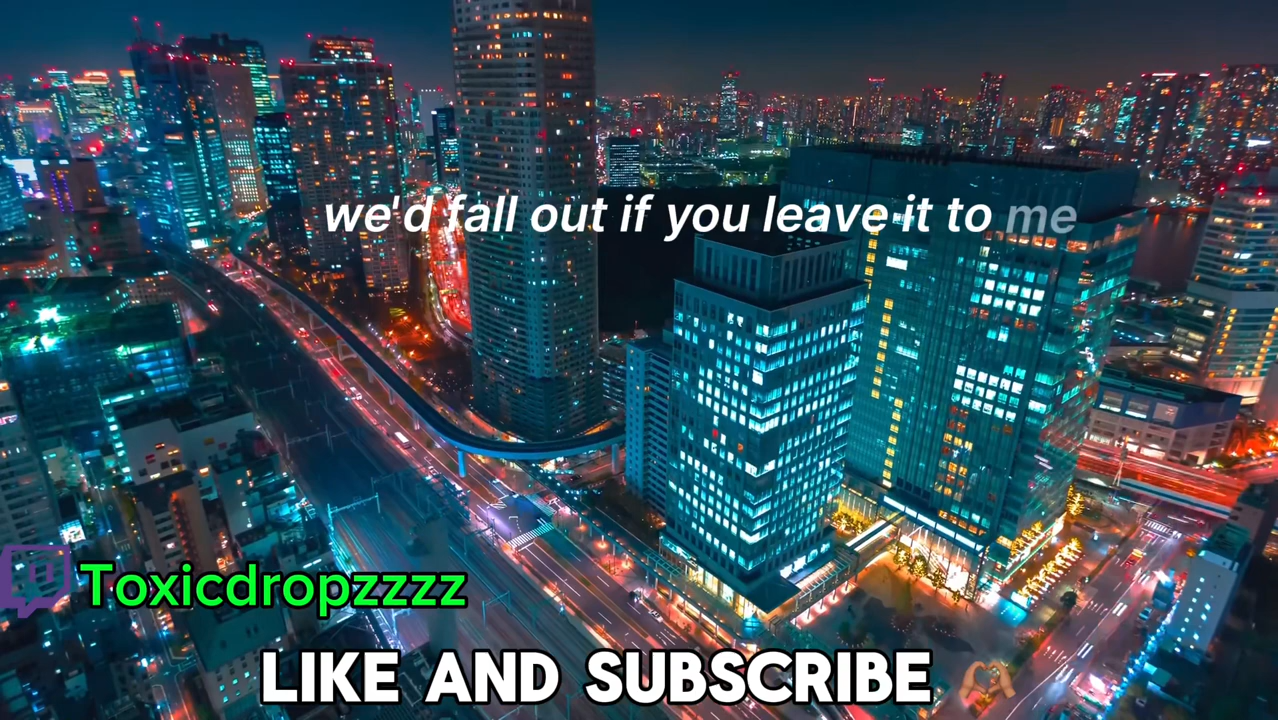 we'd fall out if you leave it to me
Toxicdropzzzz
LIKE AND SUBSCRIBE 🫶🏽